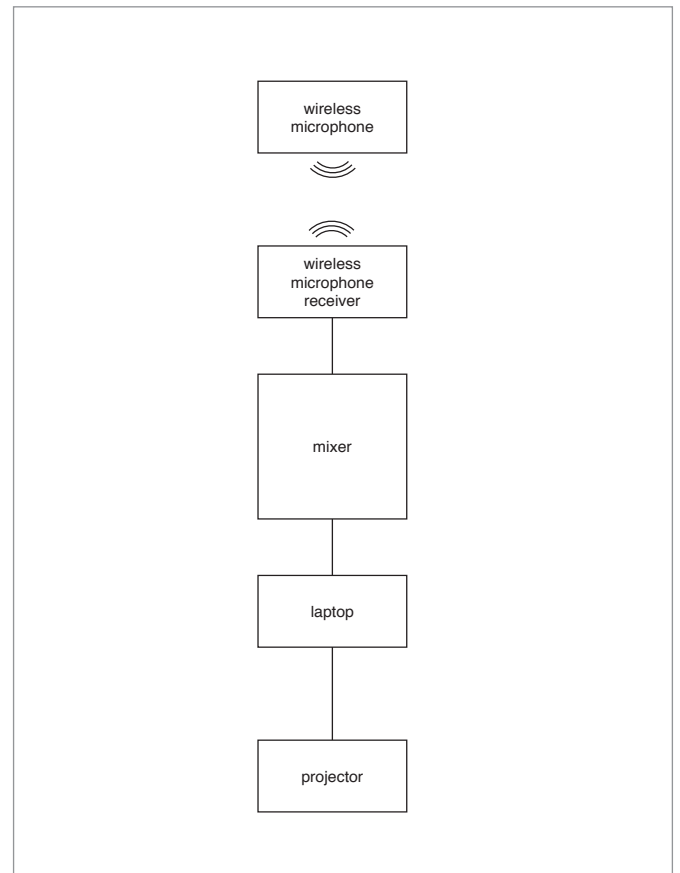 wireless
microphone
wireless
microphone
receiver
mixer
laptop
projector